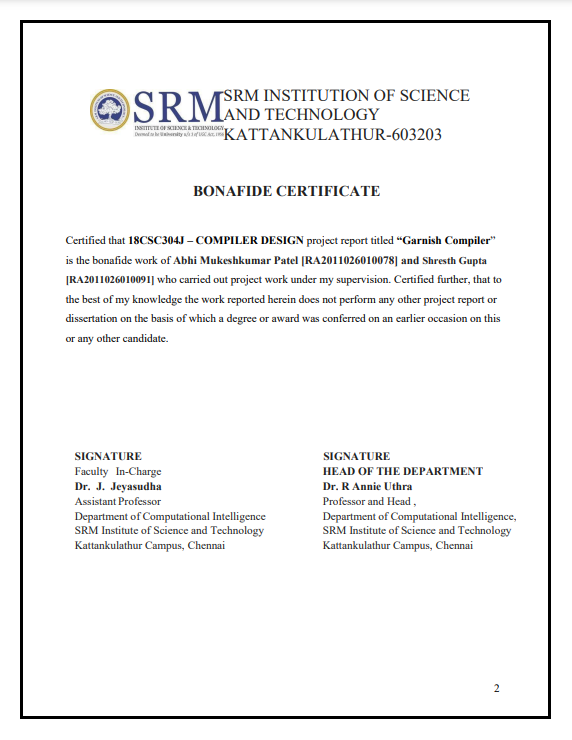 SRM
INSTITUTE OF SCIENCE & TECHNOLOGY
Deemed to be University u/s 3 of UGC Act, 1956
SRM INSTITUTION OF SCIENCE
AND TECHNOLOGY
KATTANKULATHUR-603203
BONAFIDE CERTIFICATE
Certified that 18CSC304J – COMPILER DESIGN project report titled “Garnish Compiler”
is the bonafide work of Abhi Mukeshkumar Patel [RA2011026010078] and Shresth Gupta
[RA2011026010091] who carried out project work under my supervision. Certified further, that to
the best of my knowledge the work reported herein does not perform any other project report or
dissertation on the basis of which a degree or award was conferred on an earlier occasion on this
or any other candidate.
SIGNATURE
Faculty In-Charge
Dr. J. Jeyasudha
Assistant Professor
Department of Computational Intelligence
SRM Institute of Science and Technology
Kattankulathur Campus, Chennai
SIGNATURE
HEAD OF THE DEPARTMENT
Dr. R Annie Uthra
Professor and Head ,
Department of Computational Intelligence,
SRM Institute of Science and Technology
Kattankulathur Campus, Chennai
2